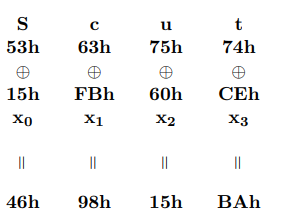 S c u t
53h 63h 75h 74h
⊕ ⊕ ⊕ ⊕
15h FBh 60h CEh
x₀ x₁ x₂ x₃
|| || || ||
46h 98h 15h BAh